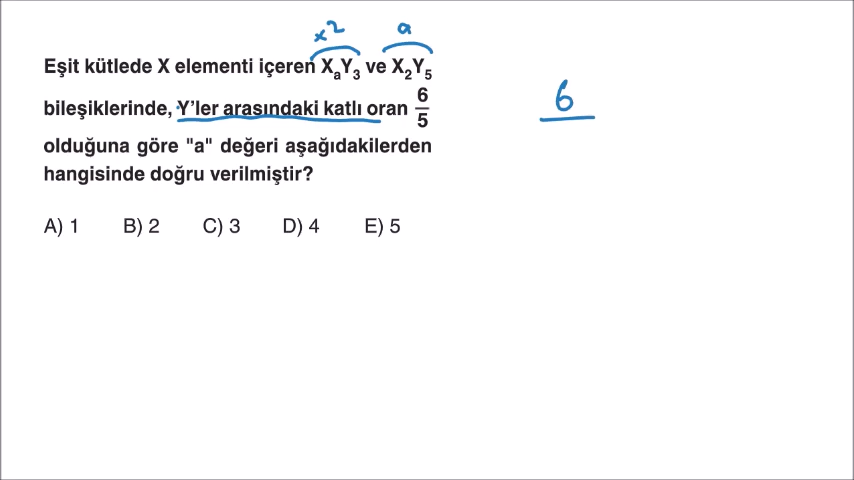 x2 a
Eşit kütlede X elementi içeren XaY3 ve X2Y5
bileşiklerinde, Y'ler arasındaki katlı oran 6/5
olduğuna göre "a" değeri aşağıdakilerden
hangisinde doğru verilmiştir?
A) 1 B) 2 C) 3 D) 4 E) 5
6